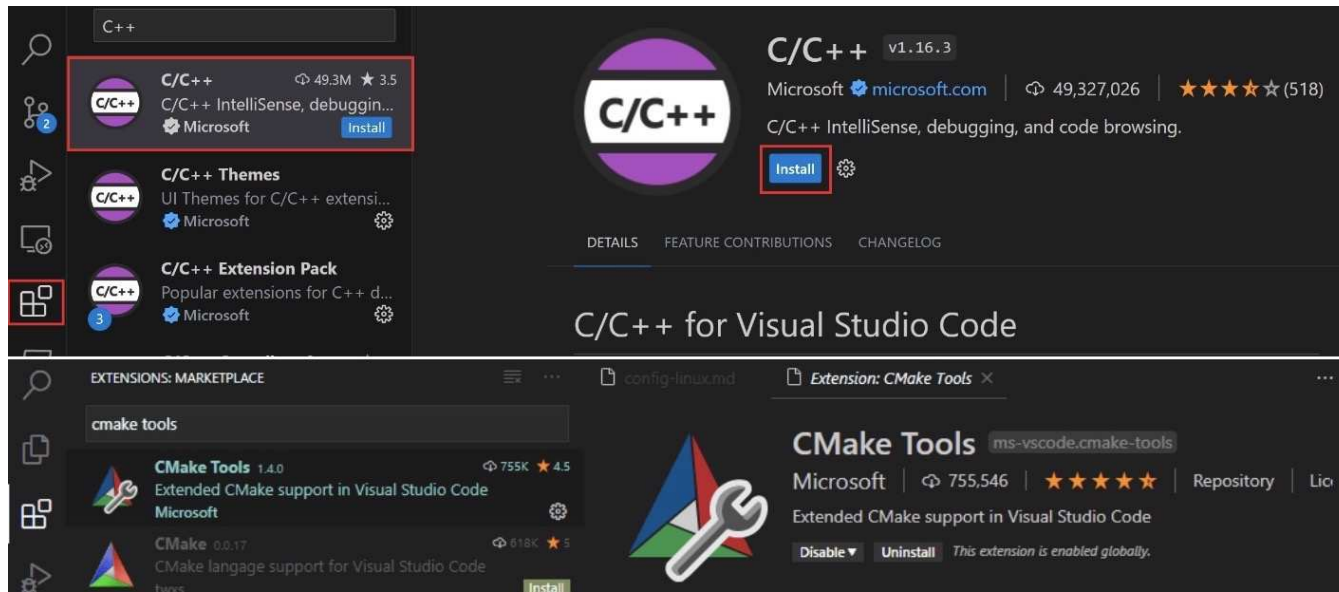 C++
C/C++ 49.3M ★ 3.5
C/C++ IntelliSense, debuggin...
Microsoft Install
C/C++ Themes
UI Themes for C/C++ extensi...
Microsoft
C/C++ Extension Pack
Popular extensions for C++ d...
Microsoft
C/C++
C/C++
C/C++
2
3
C/C++
C/C++ v1.16.3
Microsoft microsoft.com 49,327,026 (518)
C/C++ IntelliSense, debugging, and code browsing.
Install
DETAILS FEATURE CONTRIBUTIONS CHANGELOG
C/C++ for Visual Studio Code
EXTENSIONS: MARKETPLACE ...
cmake tools
CMake Tools 1.4.0 755K ★ 4.5
Extended CMake support in Visual Studio Code
Microsoft
CMake 0.0.17 618K ★ 5
CMake langage support for Visual Studio Code
twxs Install
config-linux.md Extension: CMake Tools ...
CMake Tools ms-vscode.cmake-tools
Microsoft 755,546 Repository Lic
Extended CMake support in Visual Studio Code
Disable Uninstall This extension is enabled globally.